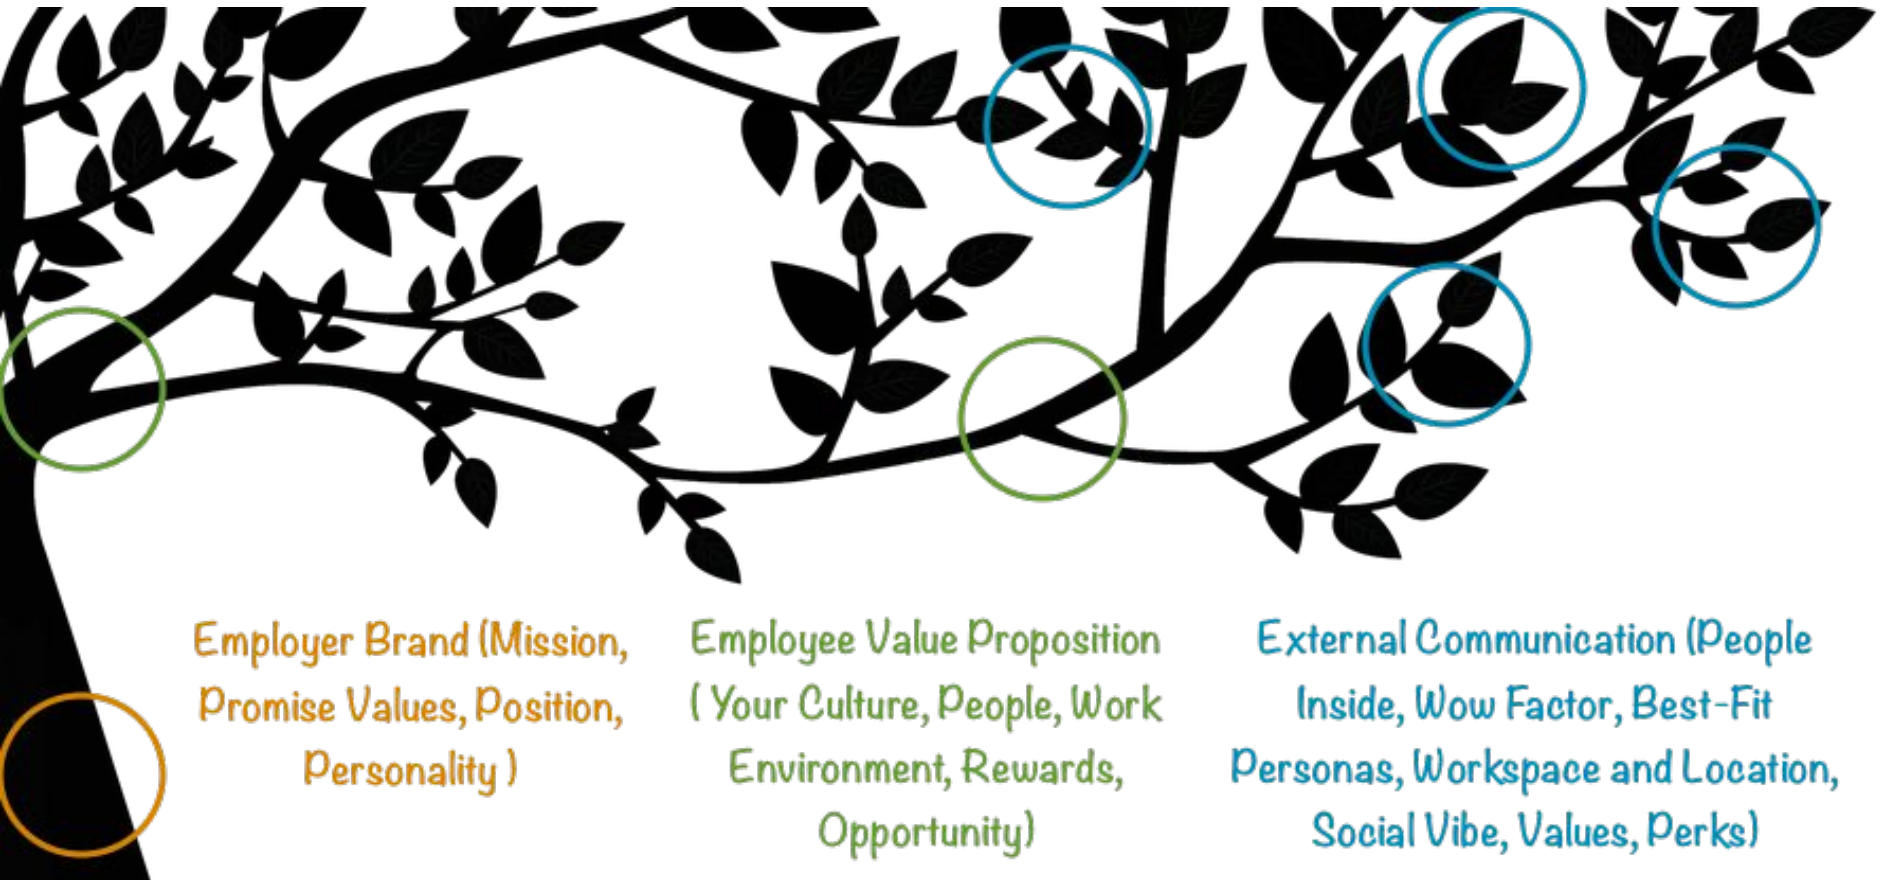 Employer Brand (Mission,
Promise Values, Position,
Personality )
Employee Value Proposition
( Your Culture, People, Work
Environment, Rewards,
Opportunity)
External Communication (People
Inside, Wow Factor, Best-Fit
Personas, Workspace and Location,
Social Vibe, Values, Perks)